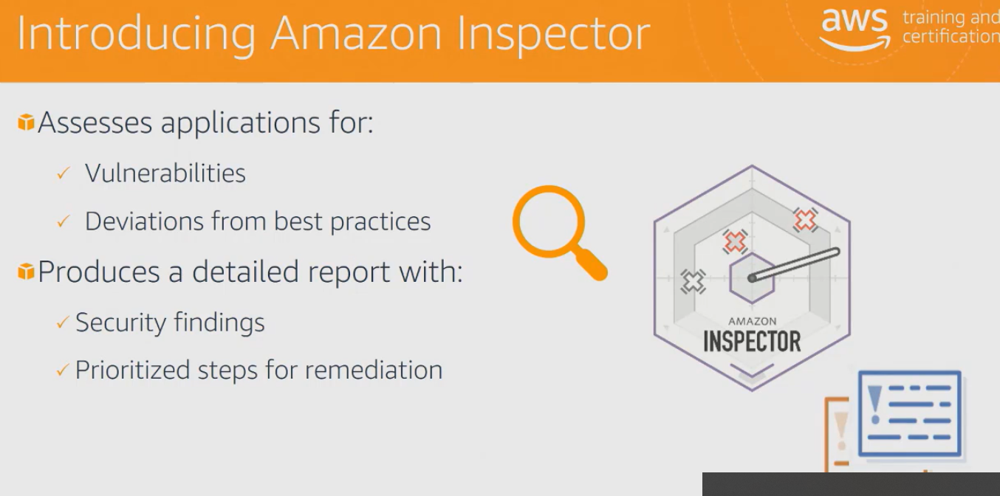 Introducing Amazon Inspector
aws training and
certification
Assesses applications for:
Vulnerabilities
Deviations from best practices
Produces a detailed report with:
Security findings
Prioritized steps for remediation
AMAZON
INSPECTOR